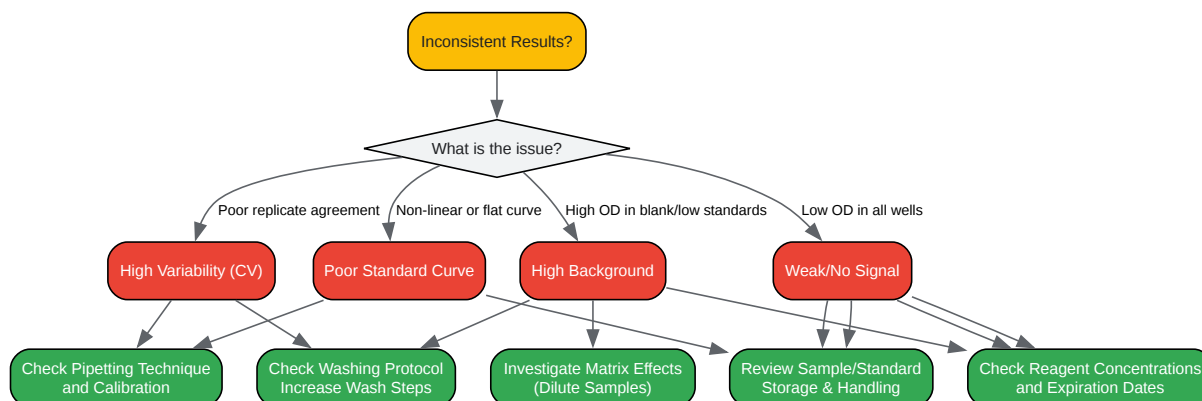 Inconsistent Results?
What is the issue?
Poor replicate agreement
Non-linear or flat curve
High OD in blank/low standards
Low OD in all wells
High Variability (CV)
Poor Standard Curve
High Background
Weak/No Signal
Check Pipetting Technique
and Calibration
Check Washing Protocol
Increase Wash Steps
Investigate Matrix Effects
(Dilute Samples)
Review Sample/Standard
Storage & Handling
Check Reagent Concentrations
and Expiration Dates